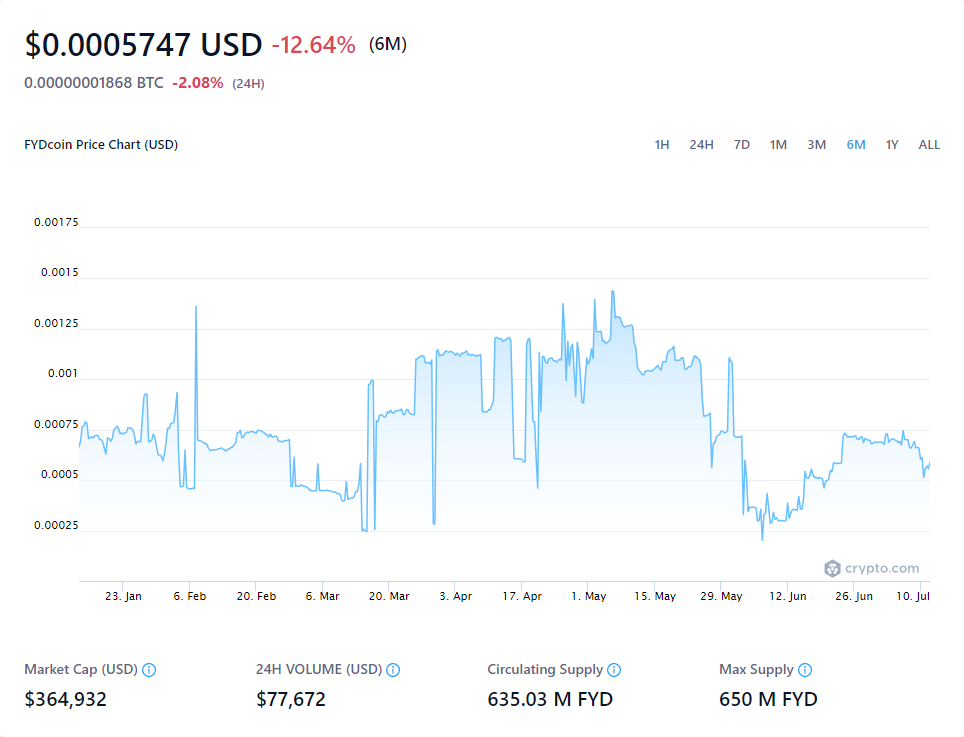 $0.0005747 USD -12.64% (6M)
0.00000001868 BTC -2.08% (24H)
FYDcoin Price Chart (USD) 1H 24H 7D 1M 3M 6M 1Y ALL
0.00175
0.0015
0.00125
0.001
0.00075
0.0005
0.00025
crypto.com
23. Jan 6. Feb 20. Feb 6. Mar 20. Mar 3. Apr 17. Apr 1. May 15. May 29. May 12. Jun 26. Jun 10. Jul
Market Cap (USD) 24H VOLUME (USD) Circulating Supply Max Supply
$364,932 $77,672 635.03 M FYD 650 M FYD